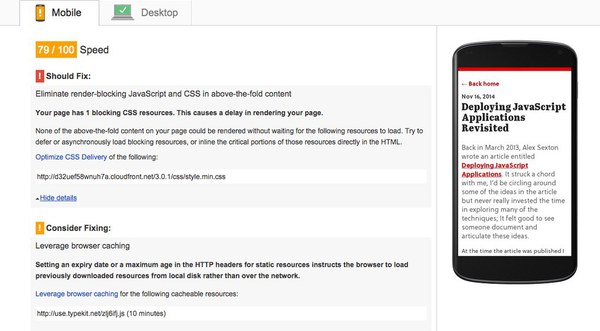 Mobile
Desktop
79 / 100 Speed
! Should Fix:
Eliminate render-blocking JavaScript and CSS in above-the-fold content
Your page has 1 blocking CSS resources. This causes a delay in rendering your page.
None of the above-the-fold content on your page could be rendered without waiting for the following resources to load. Try to
defer or asynchronously load blocking resources, or inline the critical portions of those resources directly in the HTML.
Optimize CSS Delivery of the following:
http://d32uef58wnuh7a.cloudfront.net/3.0.1/css/style.min.css
Hide details
! Consider Fixing:
Leverage browser caching
Setting an expiry date or a maximum age in the HTTP headers for static resources instructs the browser to load
previously downloaded resources from local disk rather than over the network.
Leverage browser caching for the following cacheable resources:
http://use.typekit.net/zlj6ifj.js (10 minutes)
← Back home
Nov 16, 2014
Deploying JavaScript
Applications
Revisited
Back in March 2013, Alex Sexton
wrote an article entitled
Deploying JavaScript
Applications. It struck a chord
with me, I'd be circling around
some of the ideas in the article
but never really invested the time
in exploring many of the
techniques; It felt good to see
someone document and
articulate these ideas.
At the time the article was published I